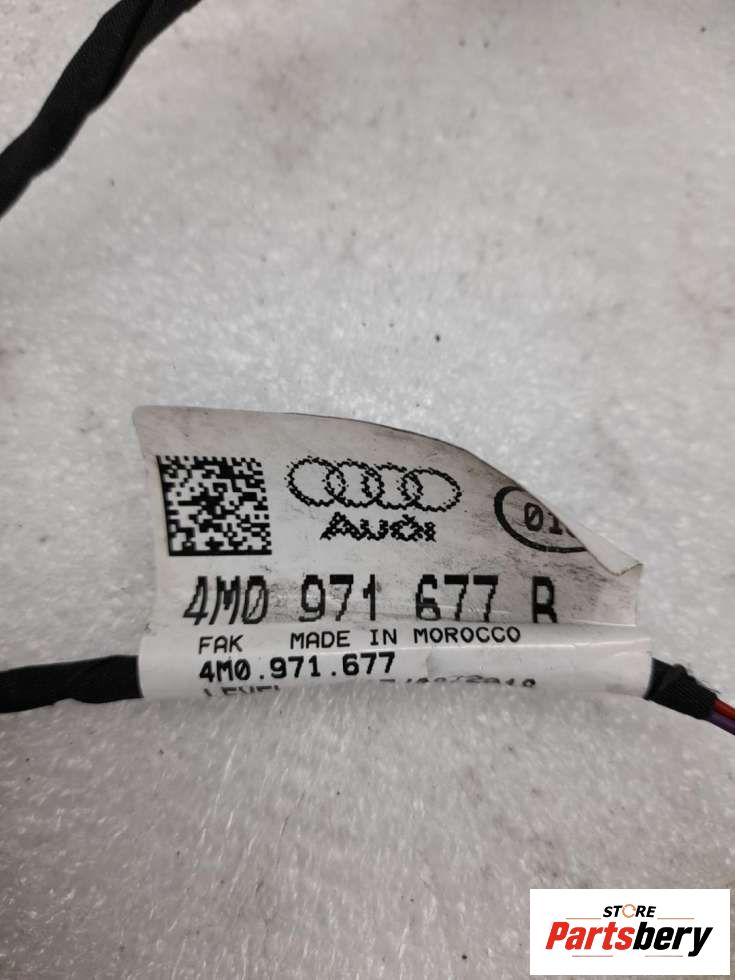 Audi
4M0 971 677
FAK MADE IN MOROCCO
4M0.971.677
STORE
Partsbery